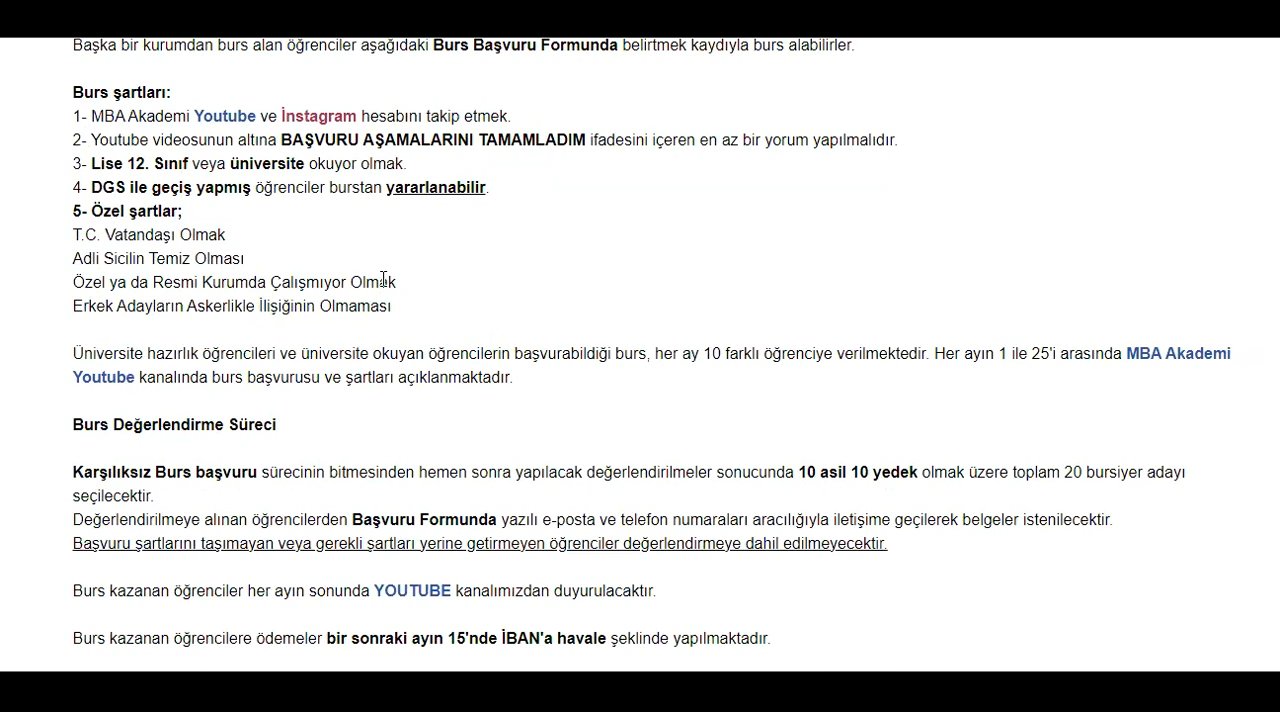 Başka bir kurumdan burs alan öğrenciler aşağıdaki Burs Başvuru Formunda belirtmek kaydıyla burs alabilirler.
Burs şartları:
1- MBA Akademi Youtube ve İnstagram hesabını takip etmek.
2- Youtube videosunun altına BAŞVURU AŞAMALARINI TAMAMLADIM ifadesini içeren en az bir yorum yapılmalıdır.
3- Lise 12. Sınıf veya üniversite okuyor olmak.
4- DGS ile geçiş yapmış öğrenciler burstan yararlanabilir.
5- Özel şartlar;
T.C. Vatandaşı Olmak
Adli Sicilin Temiz Olması
Özel ya da Resmi Kurumda Çalışmıyor Olmak
Erkek Adayların Askerlikle İlişiğinin Olmaması
Üniversite hazırlık öğrencileri ve üniversite okuyan öğrencilerin başvurabildiği burs, her ay 10 farklı öğrenciye verilmektedir. Her ayın 1 ile 25'i arasında MBA Akademi
Youtube kanalında burs başvurusu ve şartları açıklanmaktadır.
Burs Değerlendirme Süreci
Karşılıksız Burs başvuru sürecinin bitmesinden hemen sonra yapılacak değerlendirilmeler sonucunda 10 asil 10 yedek olmak üzere toplam 20 bursiyer adayı
seçilecektir.
Değerlendirilmeye alınan öğrencilerden Başvuru Formunda yazılı e-posta ve telefon numaraları aracılığıyla iletişime geçilerek belgeler istenilecektir.
Başvuru şartlarını taşımayan veya gerekli şartları yerine getirmeyen öğrenciler değerlendirmeye dahil edilmeyecektir.
Burs kazanan öğrenciler her ayın sonunda YOUTUBE kanalımızdan duyurulacaktır.
Burs kazanan öğrencilere ödemeler bir sonraki ayın 15'nde İBAN'a havale şeklinde yapılmaktadır.